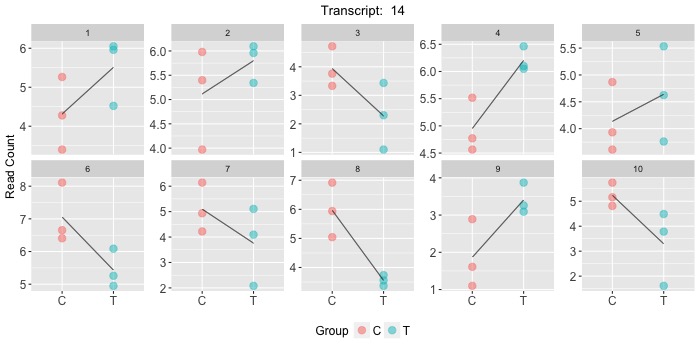 Transcript: 14
1 2 3 4 5
6 5 4
6.0 5.5 5.0 4.5 4.0
4 3 2 1
6.5 6.0 5.5 5.0 4.5
5.5 5.0 4.5 4.0
Read Count
6 7 8 9 10
8 7 6 5
6 5 4 3 2
7 6 5 4
4 3 2 1
5 4 3 2
C T C T C T C T C T
Group C T